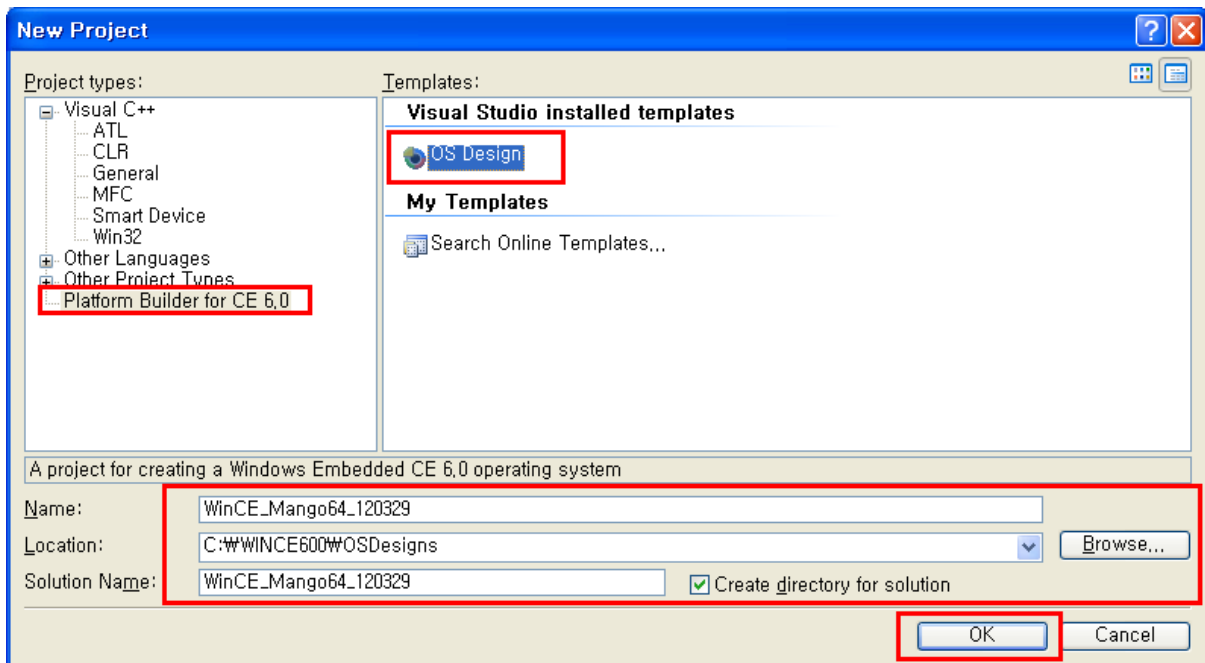 New Project
Project types:
Templates:
Visual C++
ATL
CLR
General
MFC
Smart Device
Win32
Other Languages
Other Project Types
Platform Builder for CE 6,0
Visual Studio installed templates
OS Design
My Templates
Search Online Templates...
A project for creating a Windows Embedded CE 6,0 operating system
Name: WinCE_Mango64_120329
Location: C:₩WINCE600₩OSDesigns Browse...
Solution Name: WinCE_Mango64_120329 Create directory for solution
OK Cancel